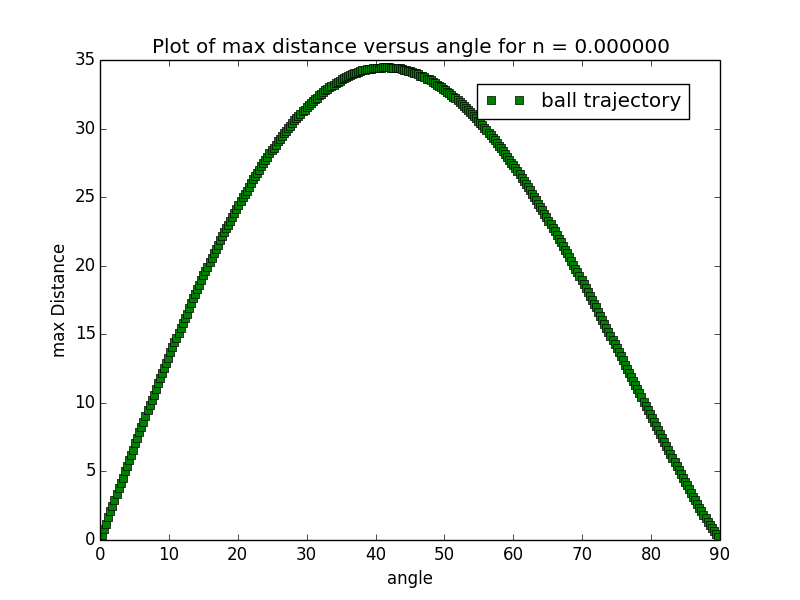 Plot of max distance versus angle for n = 0.000000
ball trajectory
max Distance
35
30
25
20
15
10
5
0
0 10 20 30 40 50 60 70 80 90
angle